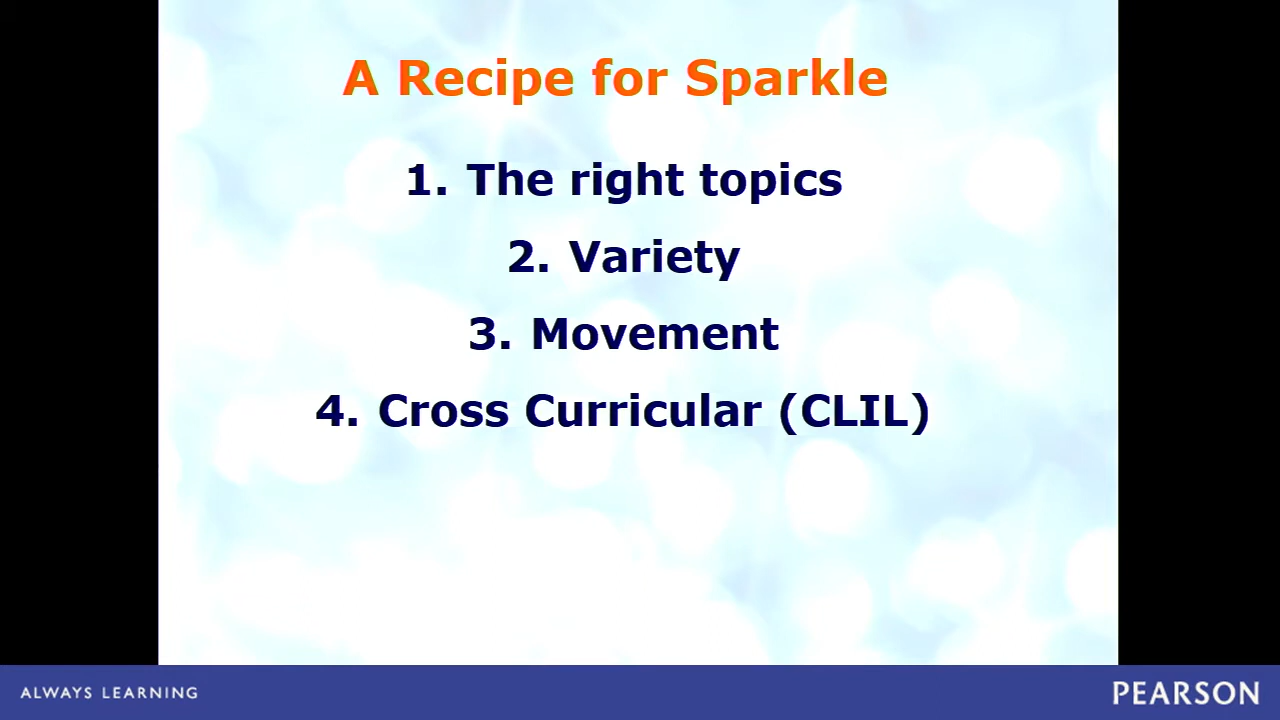 A Recipe for Sparkle
1. The right topics
2. Variety
3. Movement
4. Cross Curricular (CLIL)
ALWAYS LEARNING
PEARSON